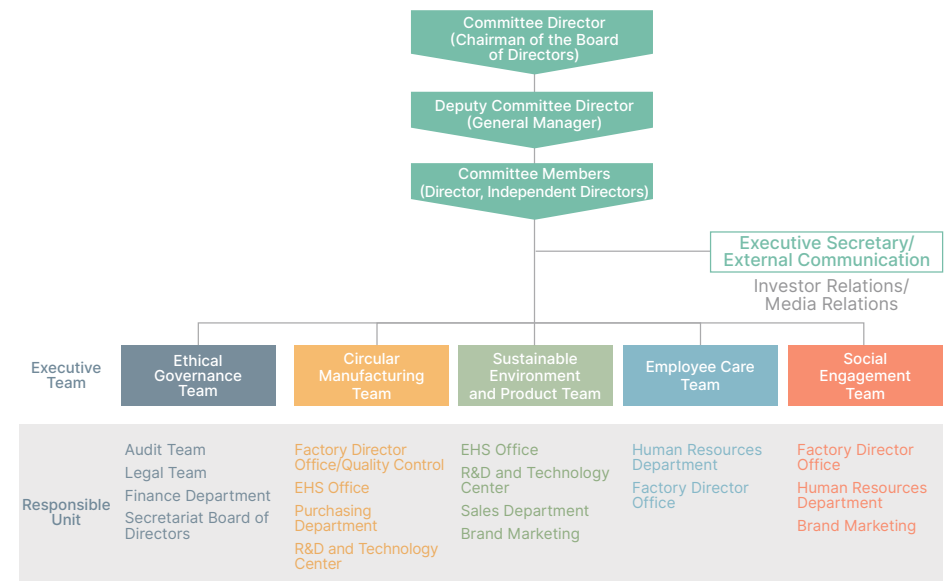 Committee Director
(Chairman of the Board
of Directors)
Deputy Committee Director
(General Manager)
Committee Members
(Director, Independent Directors)
Executive Secretary/
External Communication
Investor Relations/
Media Relations
Executive
Team
Ethical
Governance
Team
Circular
Manufacturing
Team
Sustainable
Environment
and Product Team
Employee Care
Team
Social
Engagement
Team
Responsible
Unit
Audit Team
Legal Team
Finance Department
Secretariat Board of
Directors
Factory Director
Office/Quality Control
EHS Office
Purchasing
Department
R&D and Technology
Center
EHS Office
R&D and Technology
Center
Sales Department
Brand Marketing
Human Resources
Department
Factory Director
Office
Factory Director
Office
Human Resources
Department
Brand Marketing